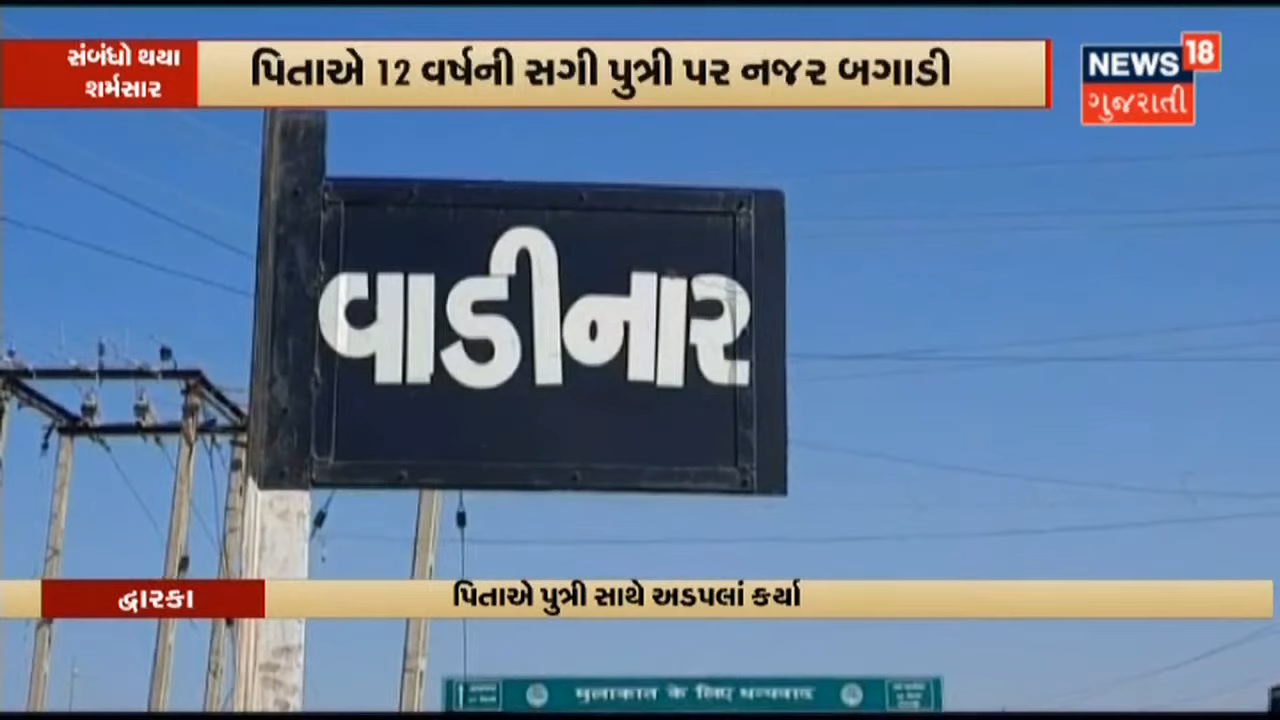 સંબંધો થયા
શર્મસાર
પિતાએ 12 વર્ષની સગી પુત્રી પર નજર બગાડી
NEWS 18
ગુજરાતી
વાડીનાર
દ્વારકા
પિતાએ પુત્રી સાથે અડપલાં કર્યા
मुलाकात के लिए धन्यवाद